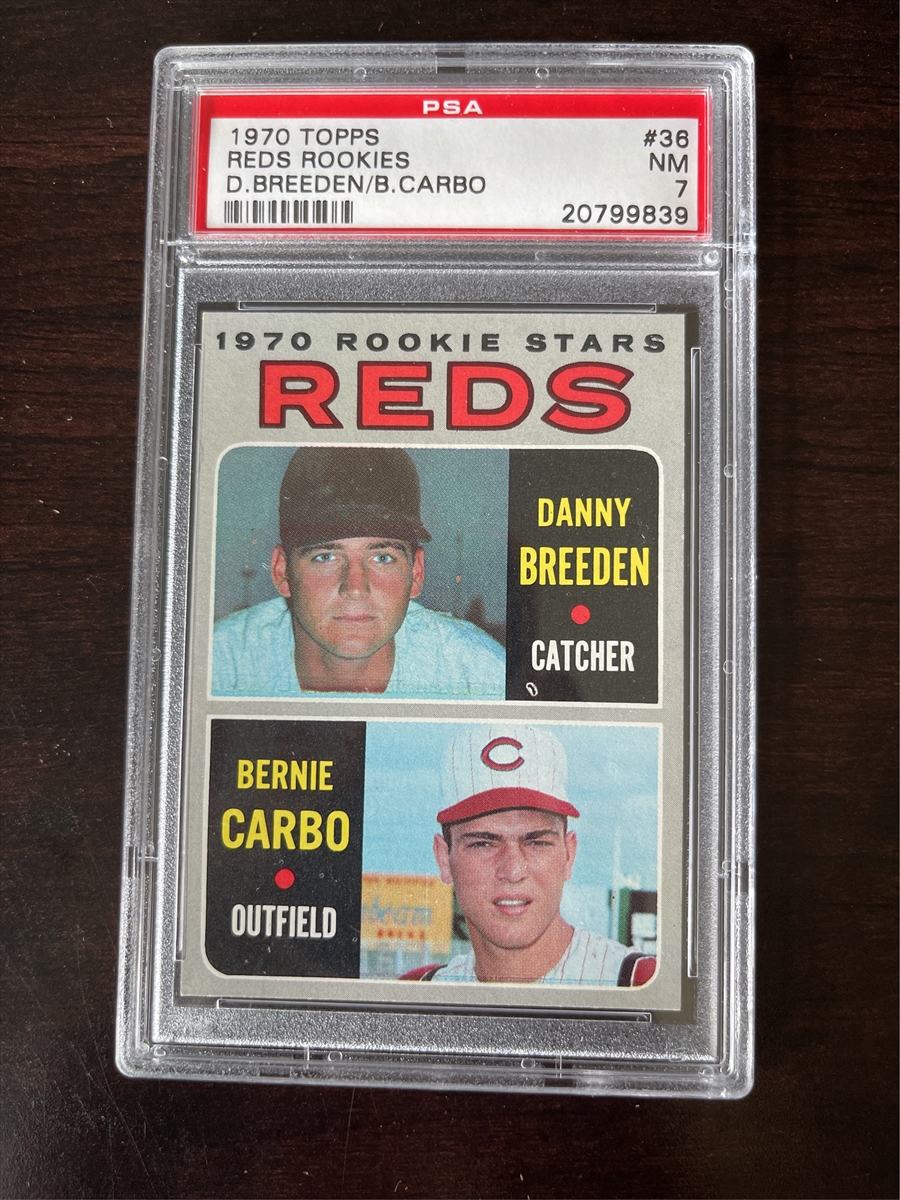 PSA
1970 TOPPS #36
REDS ROOKIES NM
D.BREEDEN/B.CARBO 7
20799839
1970 ROOKIE STARS
REDS
DANNY
BREEDEN
CATCHER
C
BERNIE
CARBO
OUTFIELD